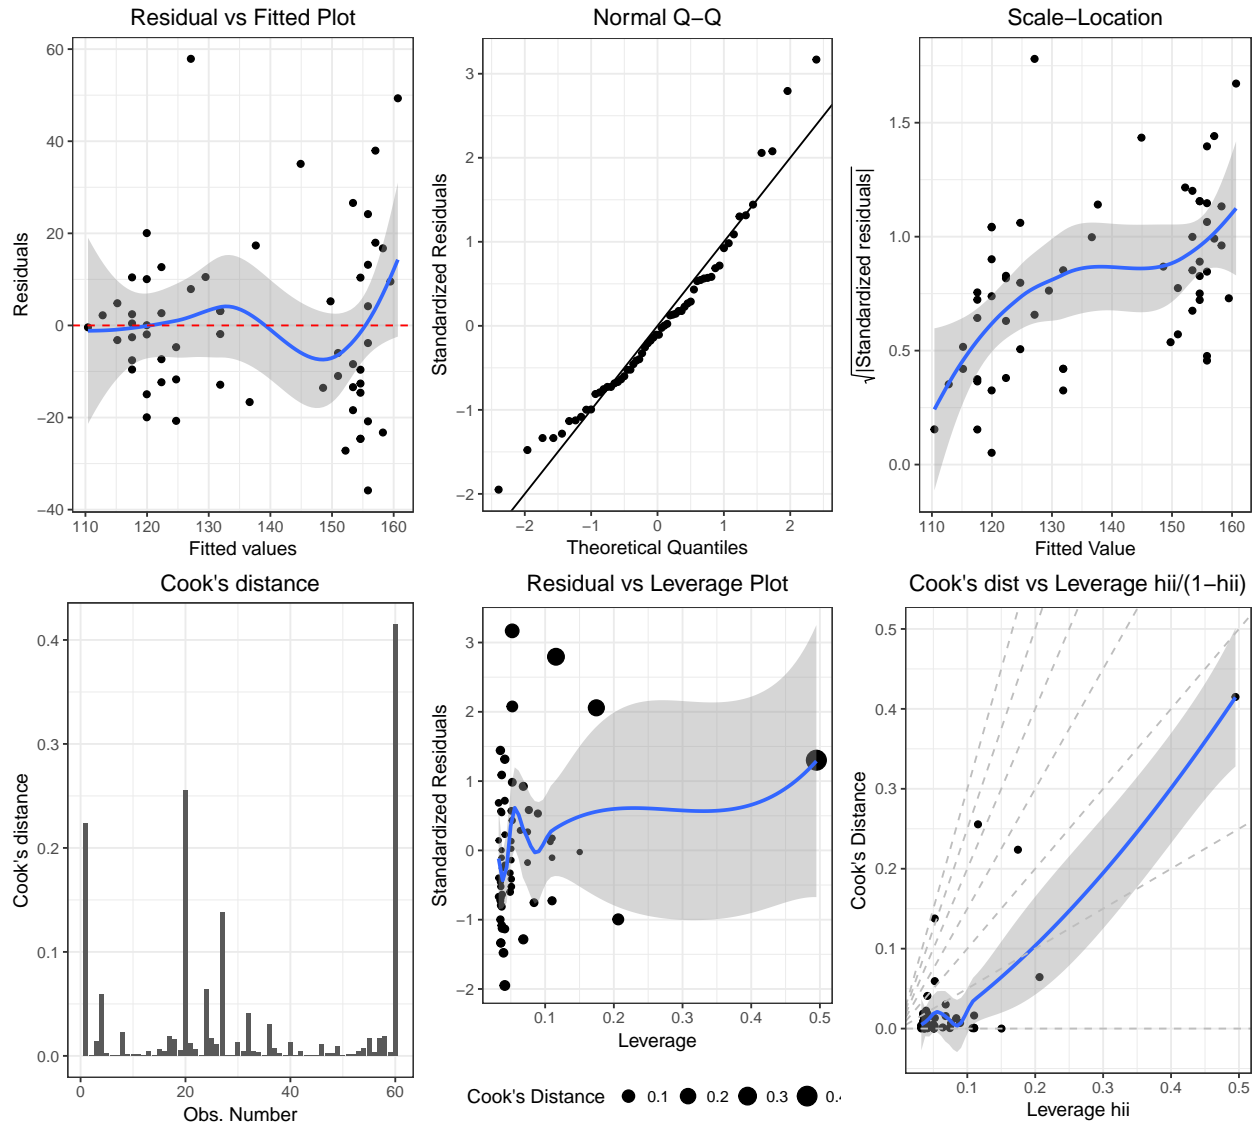 Residual vs Fitted Plot
60
40
20
0
−20
−40
Residuals
110 120 130 140 150 160
Fitted values
Normal Q−Q
3
2
1
0
−1
−2
Standardized Residuals
−2 −1 0 1 2
Theoretical Quantiles
Scale−Location
1.5
1.0
0.5
0.0
√|Standardized residuals|
110 120 130 140 150 160
Fitted Value
Cook's distance
0.4
0.3
0.2
0.1
0.0
Cook's distance
0 20 40 60
Obs. Number
Residual vs Leverage Plot
3
2
1
0
−1
−2
Standardized Residuals
0.1 0.2 0.3 0.4 0.5
Leverage
Cook's Distance 0.1 0.2 0.3
Cook's dist vs Leverage hii/(1−hii)
0.5
0.4
0.3
0.2
0.1
0.0
Cook's Distance
0.1 0.2 0.3 0.4 0.5
Leverage hii